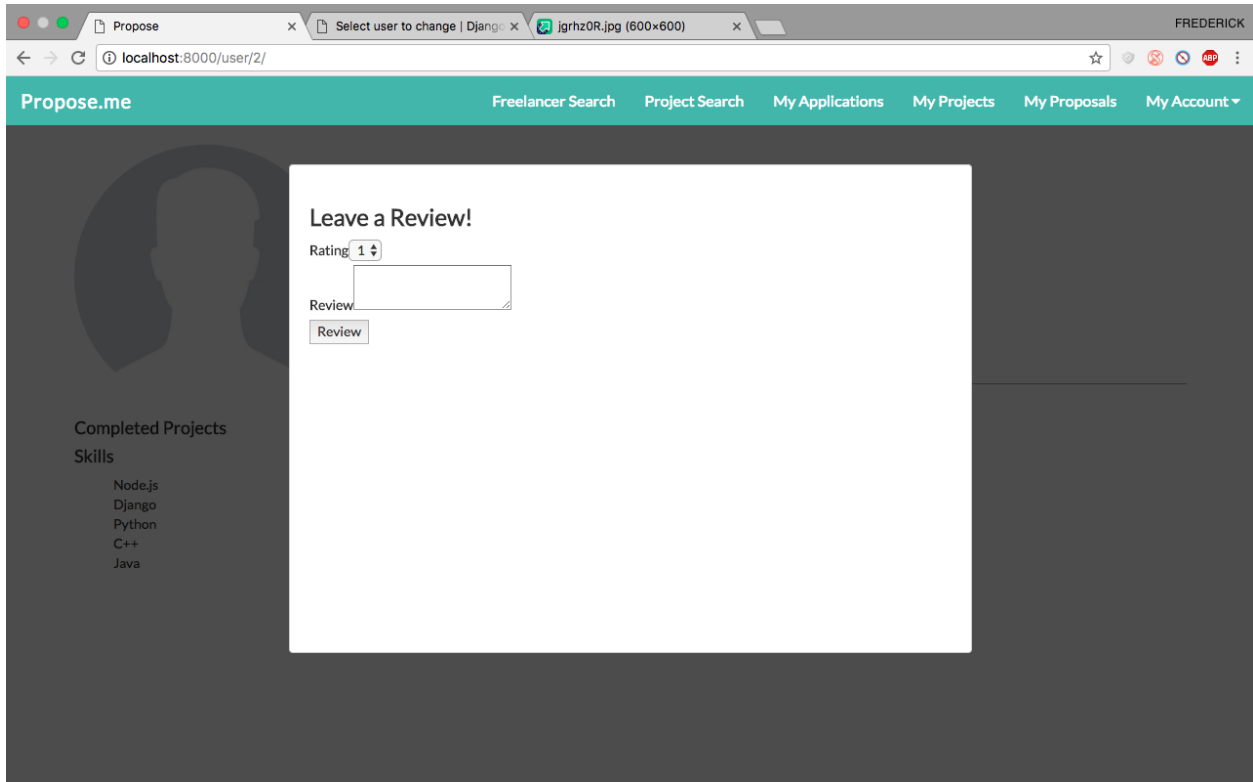 Propose
Select user to change | Djang
jgrhz0R.jpg (600×600)
FREDERICK
localhost:8000/user/2/
ABP
Propose.me Freelancer Search Project Search My Applications My Projects My Proposals My Account
Leave a Review!
Rating 1
Review
Review
Completed Projects
Skills
Node.js
Django
Python
C++
Java